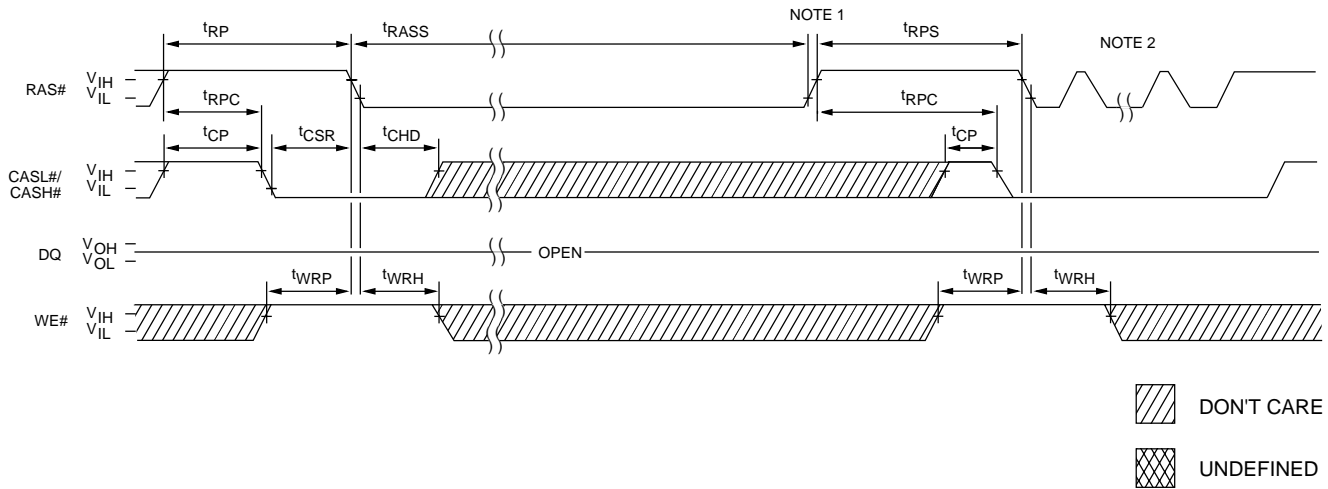 NOTE 1
tRP
tRASS
tRPS
NOTE 2
RAS#
VIH
VIL
tRPC
tRPC
tCP
tCSR
tCHD
tCP
CASL#/
CASH#
VIH
VIL
DQ
VOH
VOL
OPEN
tWRP
tWRH
tWRP
tWRH
WE#
VIH
VIL
DON'T CARE
UNDEFINED